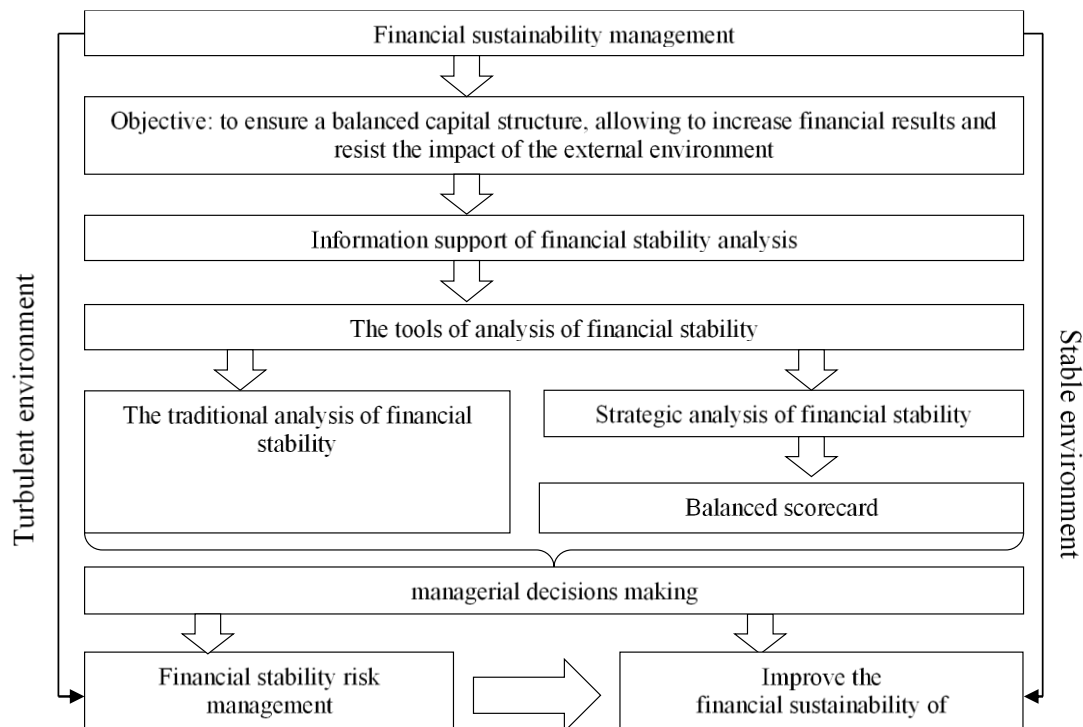 Financial sustainability management
Objective: to ensure a balanced capital structure, allowing to increase financial results and
resist the impact of the external environment
Information support of financial stability analysis
The tools of analysis of financial stability
Turbulent environment
Stable environment
The traditional analysis of financial
stability
Strategic analysis of financial stability
Balanced scorecard
managerial decisions making
Financial stability risk
management
Improve the
financial sustainability of